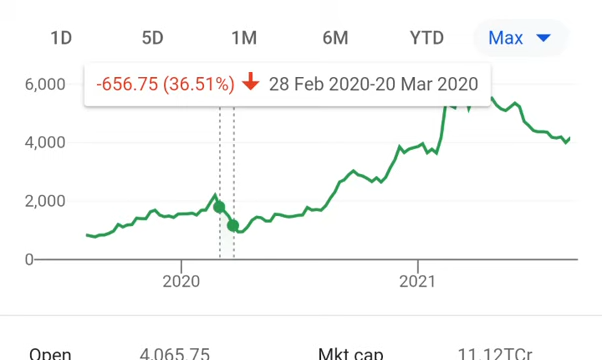 1D 5D 1M 6M YTD Max
-656.75 (36.51%) 28 Feb 2020-20 Mar 2020
6,000
4,000
2,000
0
2020 2021
Open 4,065.75 Mkt cap 11.12TCr